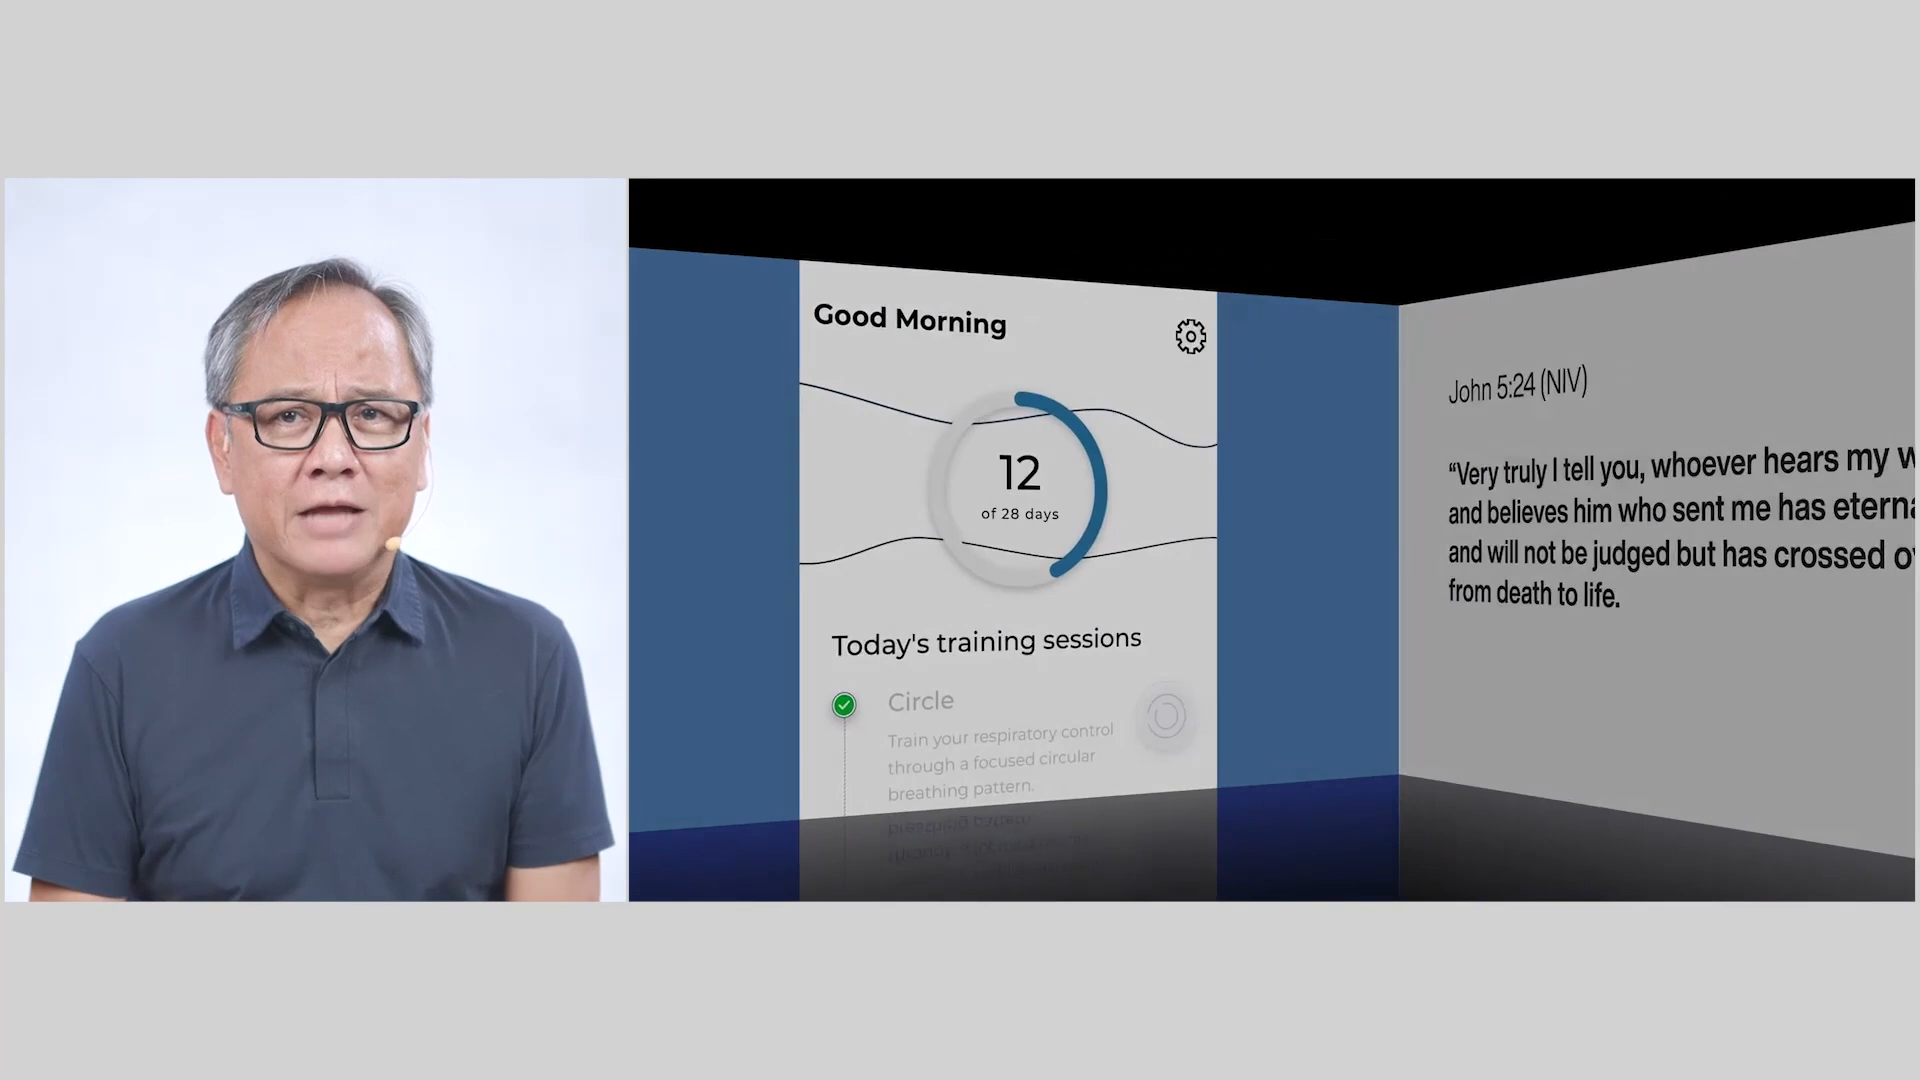 Good Morning
12
of 28 days
Today's training sessions
Circle
Train your respiratory control
through a focused circular
breathing pattern.
John 5:24 (NIV)
“Very truly I tell you, whoever hears my
and believes him who sent me has
and will not be judged but has crossed
from death to life.